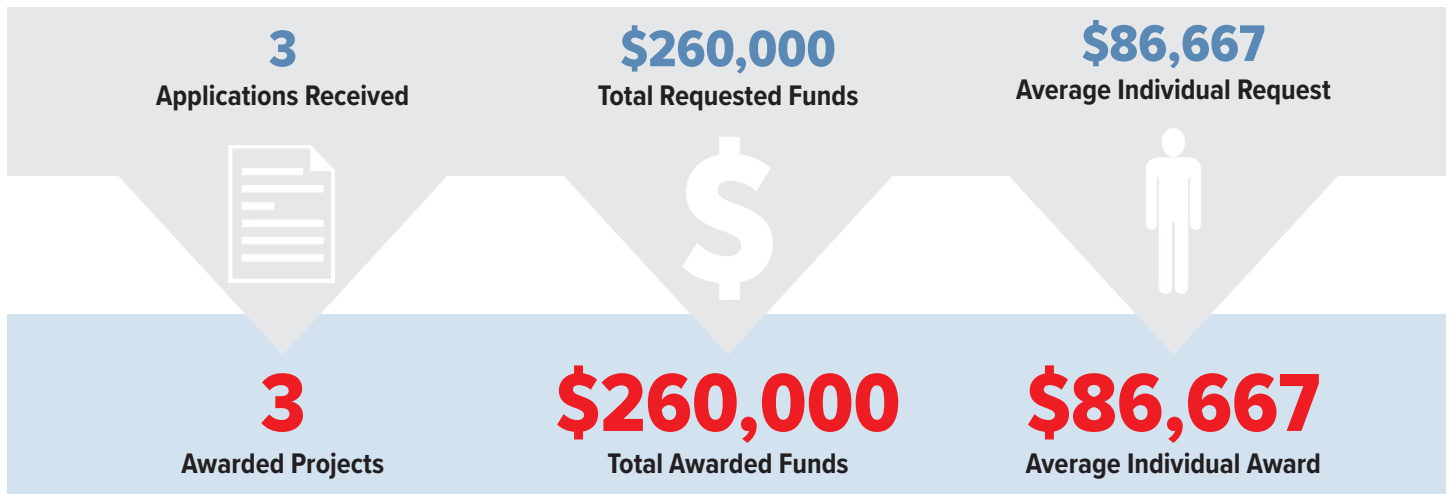 3
Applications Received
$260,000
Total Requested Funds
$86,667
Average Individual Request
$
3
Awarded Projects
$260,000
Total Awarded Funds
$86,667
Average Individual Award